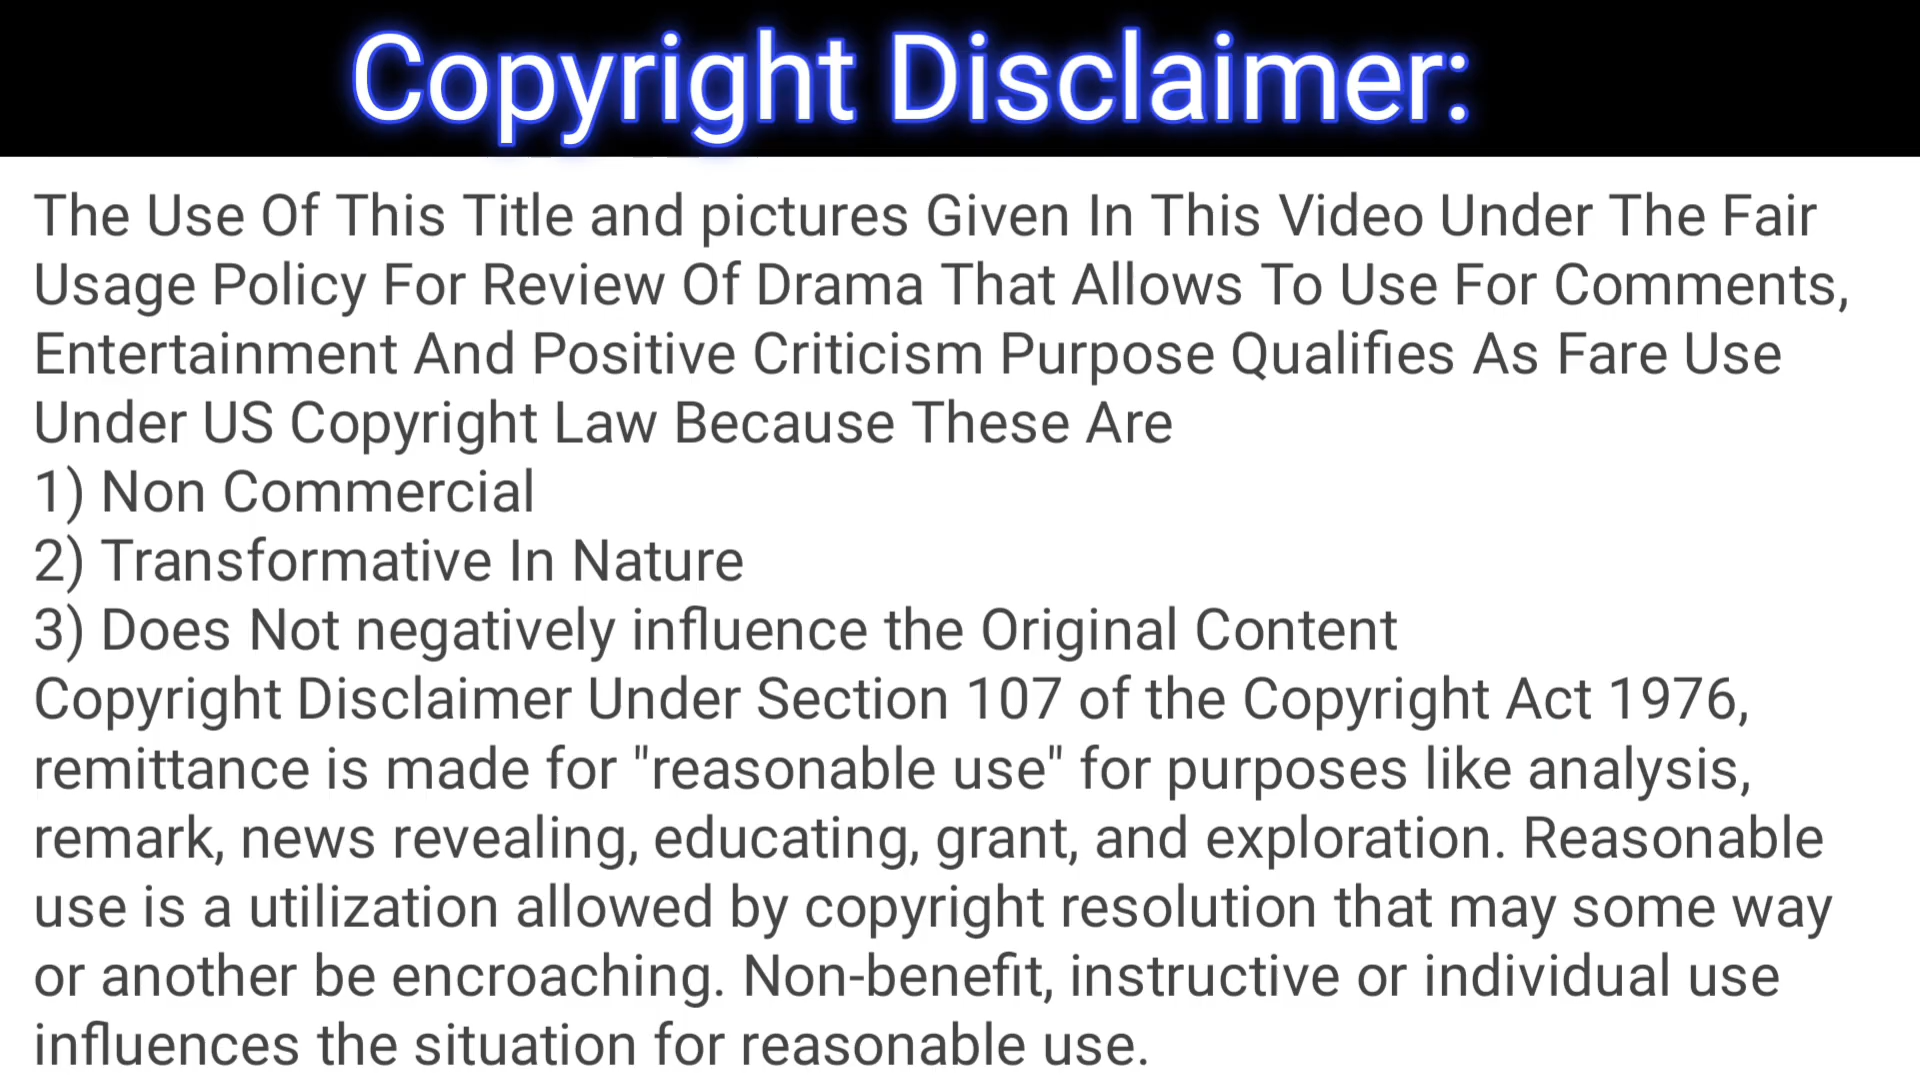 Copyright Disclaimer:
The Use Of This Title and pictures Given In This Video Under The Fair
Usage Policy For Review Of Drama That Allows To Use For Comments,
Entertainment And Positive Criticism Purpose Qualifies As Fare Use
Under US Copyright Law Because These Are
1) Non Commercial
2) Transformative In Nature
3) Does Not negatively influence the Original Content
Copyright Disclaimer Under Section 107 of the Copyright Act 1976,
remittance is made for "reasonable use" for purposes like analysis,
remark, news revealing, educating, grant, and exploration. Reasonable
use is a utilization allowed by copyright resolution that may some way
or another be encroaching. Non-benefit, instructive or individual use
influences the situation for reasonable use.